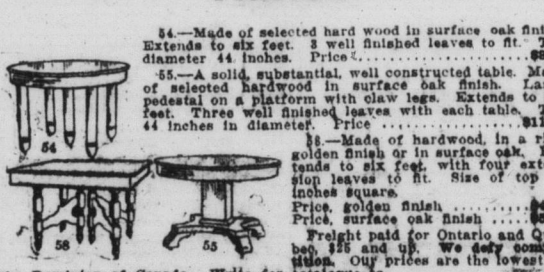 54.—Made of selected hard wood in surface oak
Extends to six feet. 3 well finished leaves to fit.
diameter 44 inches. Price
55.—A solid, substantial, well constructed table.
of selected hardwood in surface oak finish.
pedestal on a platform with claw legs. Extends to
feet. Three well finished leaves with each table.
44 inches in diameter. Price
54
58.—Made of hardwood, in a
golden finish or in surface oak.
tends to six feet, with four
sion leaves to fit. Size of top
inches square.
Price, golden finish
Price, surface oak finish
58
55
Freight paid for Ontario and
bec, $25 and up. We defy
tition. Our prices are the lowest